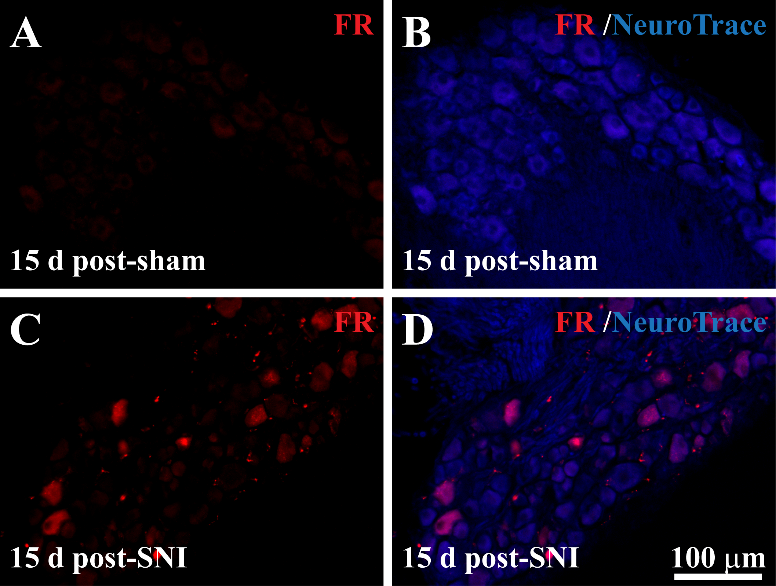 A FR
B FR /NeuroTrace
15 d post-sham
15 d post-sham
C FR
D FR /NeuroTrace
15 d post-SNI
15 d post-SNI
100 μm